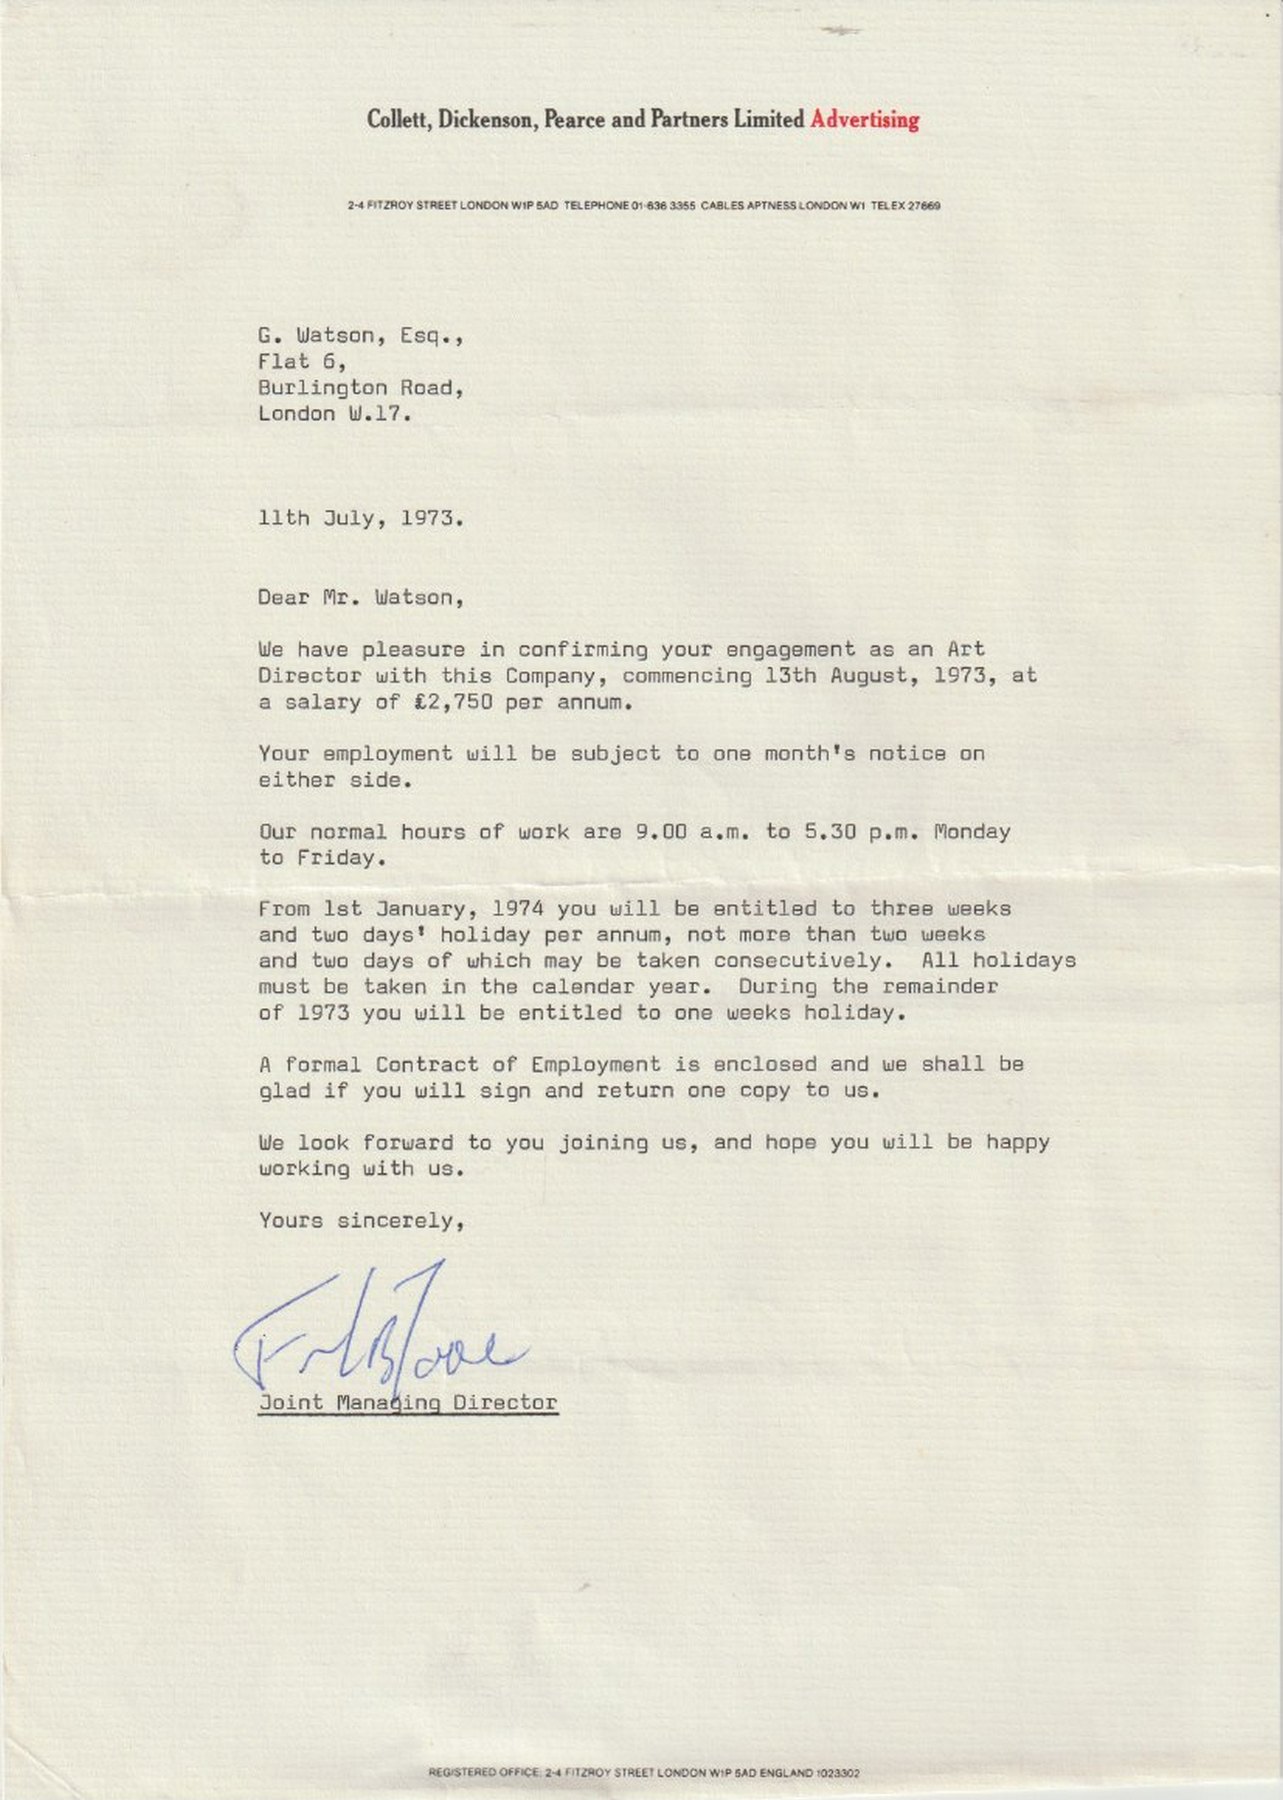 Collett, Dickenson, Pearce and Partners Limited Advertising
2-4 FITZROY STREET LONDON W1P 5AD TELEPHONE 01-636 3355 CABLES APTNESS LONDON W1 TELEX 27669
G. Watson, Esq.,
Flat 6,
Burlington Road,
London W.17.
11th July, 1973.
Dear Mr. Watson,
We have pleasure in confirming your engagement as an Art
Director with this Company, commencing 13th August, 1973, at
a salary of £2,750 per annum.
Your employment will be subject to one month's notice on
either side.
Our normal hours of work are 9.00 a.m. to 5.30 p.m. Monday
to Friday.
From 1st January, 1974 you will be entitled to three weeks
and two days' holiday per annum, not more than two weeks
and two days of which may be taken consecutively. All holidays
must be taken in the calendar year. During the remainder
of 1973 you will be entitled to one weeks holiday.
A formal Contract of Employment is enclosed and we shall be
glad if you will sign and return one copy to us.
We look forward to you joining us, and hope you will be happy
working with us.
Yours sincerely,
Joint Managing Director
REGISTERED OFFICE: 2-4 FITZROY STREET LONDON W1P 5AD ENGLAND 1023302